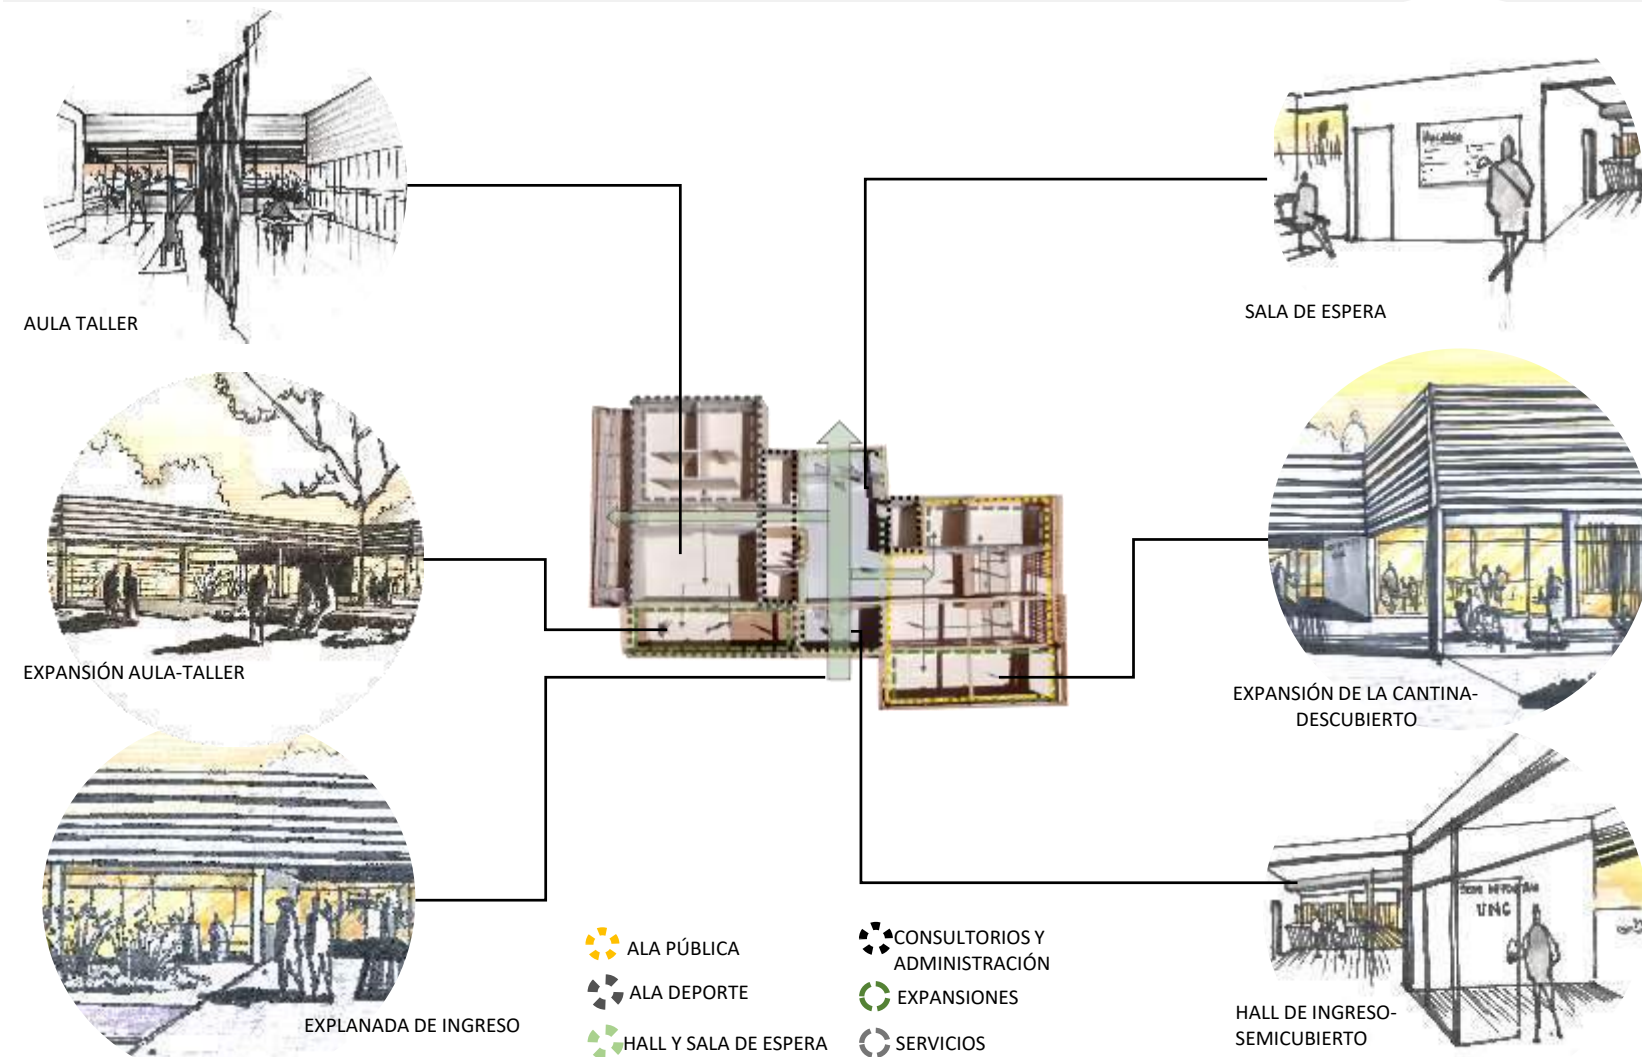 AULA TALLER
SALA DE ESPERA
EXPANSIÓN AULA-TALLER
EXPANSIÓN DE LA CANTINA-
DESCUBIERTO
EXPLANADA DE INGRESO
UNC
HALL DE INGRESO-
SEMICUBIERTO
ALA PÚBLICA
ALA DEPORTE
HALL Y SALA DE ESPERA
CONSULTORIOS Y
ADMINISTRACIÓN
EXPANSIONES
SERVICIOS